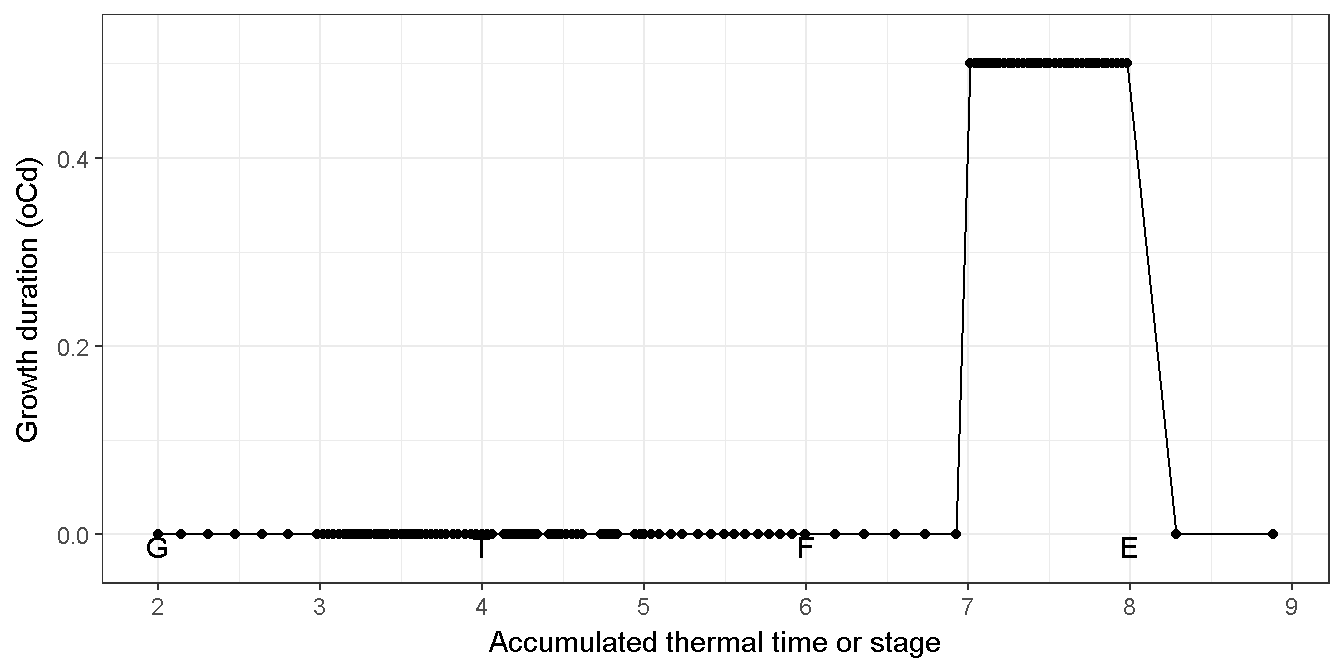 Growth duration (oCd)
0.4
0.2
0.0
G I F E
2 3 4 5 6 7 8 9
Accumulated thermal time or stage